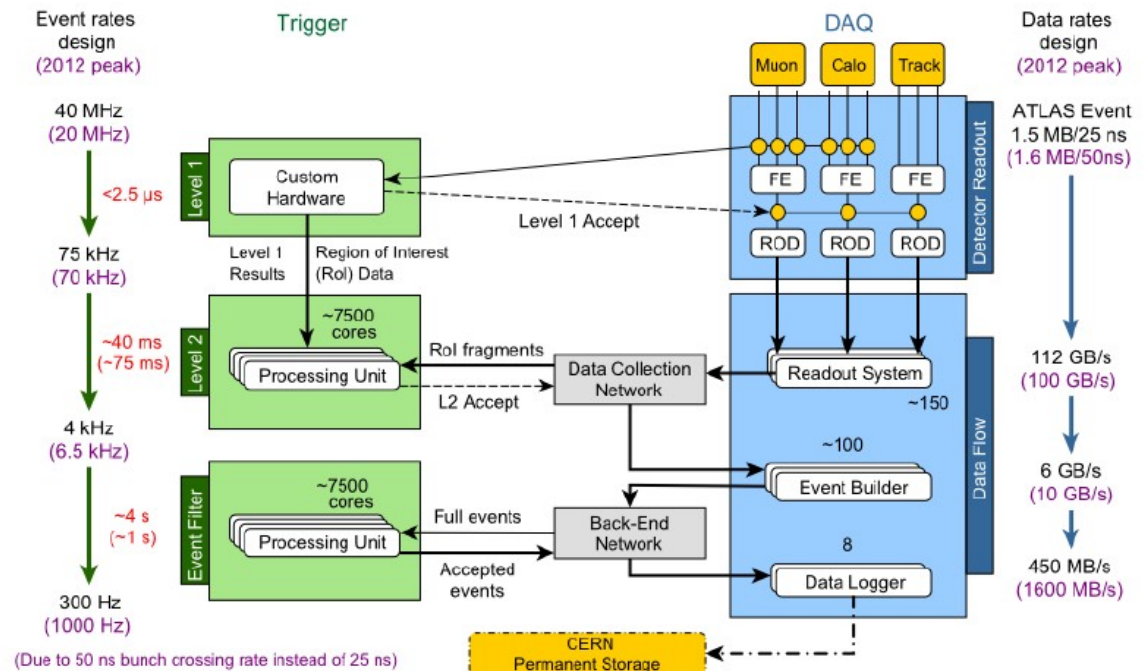 Event rates
design
(2012 peak)
Trigger
DAQ
Data rates
design
(2012 peak)
40 MHz
(20 MHz)
<2.5 µs
75 kHz
(70 kHz)
~40 ms
(~75 ms)
4 kHz
(6.5 kHz)
~4 s
(~1 s)
300 Hz
(1000 Hz)
(Due to 50 ns bunch crossing rate instead of 25 ns)
Level 1
Custom
Hardware
Level 1
Results
Region of Interest
(RoI) Data
Level 1 Accept
Level 2
~7500
cores
Processing Unit
RoI fragments
L2 Accept
Data Collection
Network
Event Filter
~7500
cores
Processing Unit
Full events
Accepted
events
Back-End
Network
Muon
Calo
Track
FE
FE
FE
ROD
ROD
ROD
Detector Readout
Readout System
~150
~100
Event Builder
8
Data Logger
Data Flow
CERN
Permanent Storage
ATLAS Event
1.5 MB/25 ns
(1.6 MB/50ns)
112 GB/s
(100 GB/s)
6 GB/s
(10 GB/s)
450 MB/s
(1600 MB/s)